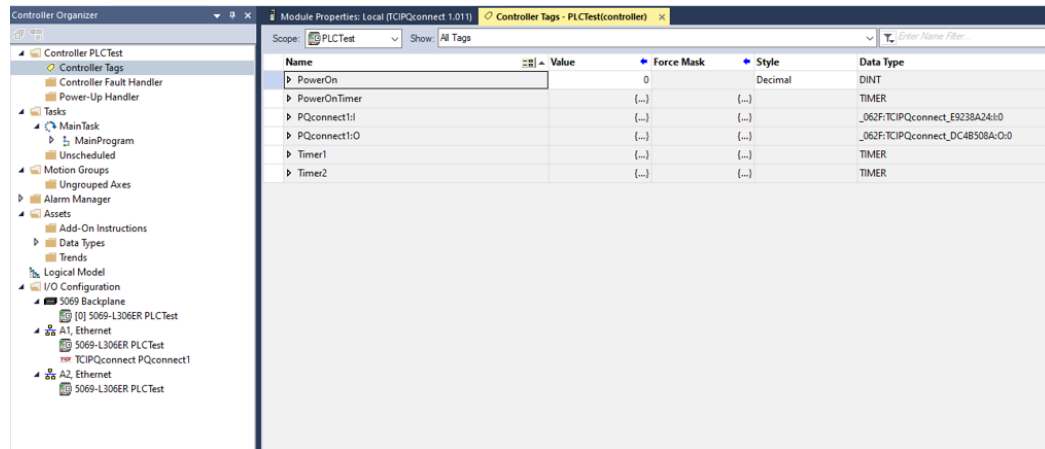 Controller Organizer
Module Properties: Local (TCIPQconnect 1.011)
Controller Tags - PLCTest(controller)
Scope: PLCTest Show: All Tags Enter Name Filter...
Controller PLCTest
Controller Tags
Controller Fault Handler
Power-Up Handler
Tasks
MainTask
MainProgram
Unscheduled
Motion Groups
Ungrouped Axes
Alarm Manager
Assets
Add-On Instructions
Data Types
Trends
Logical Model
I/O Configuration
5069 Backplane
[0] 5069-L306ER PLCTest
A1, Ethernet
5069-L306ER PLCTest
TCIPQconnect PQconnect1
A2, Ethernet
5069-L306ER PLCTest
Name Value Force Mask Style Data Type
PowerOn 0 Decimal DINT
PowerOnTimer {...} {...} TIMER
PQconnect1:I {...} {...} _062F:TCIPQconnect_E9238A24:I:0
PQconnect1:O {...} {...} _062F:TCIPQconnect_DC4B508A:O:0
Timer1 {...} {...} TIMER
Timer2 {...} {...} TIMER